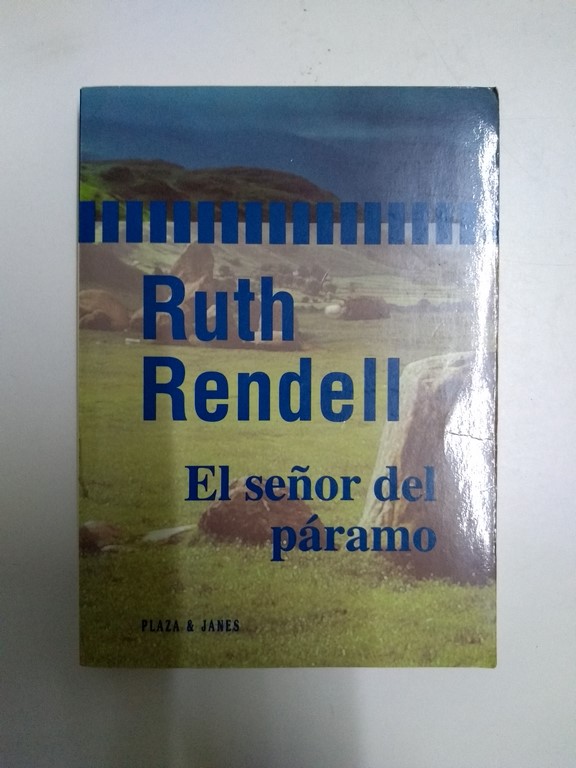 Ruth
Rendell
El señor del
páramo
PLAZA & JANES